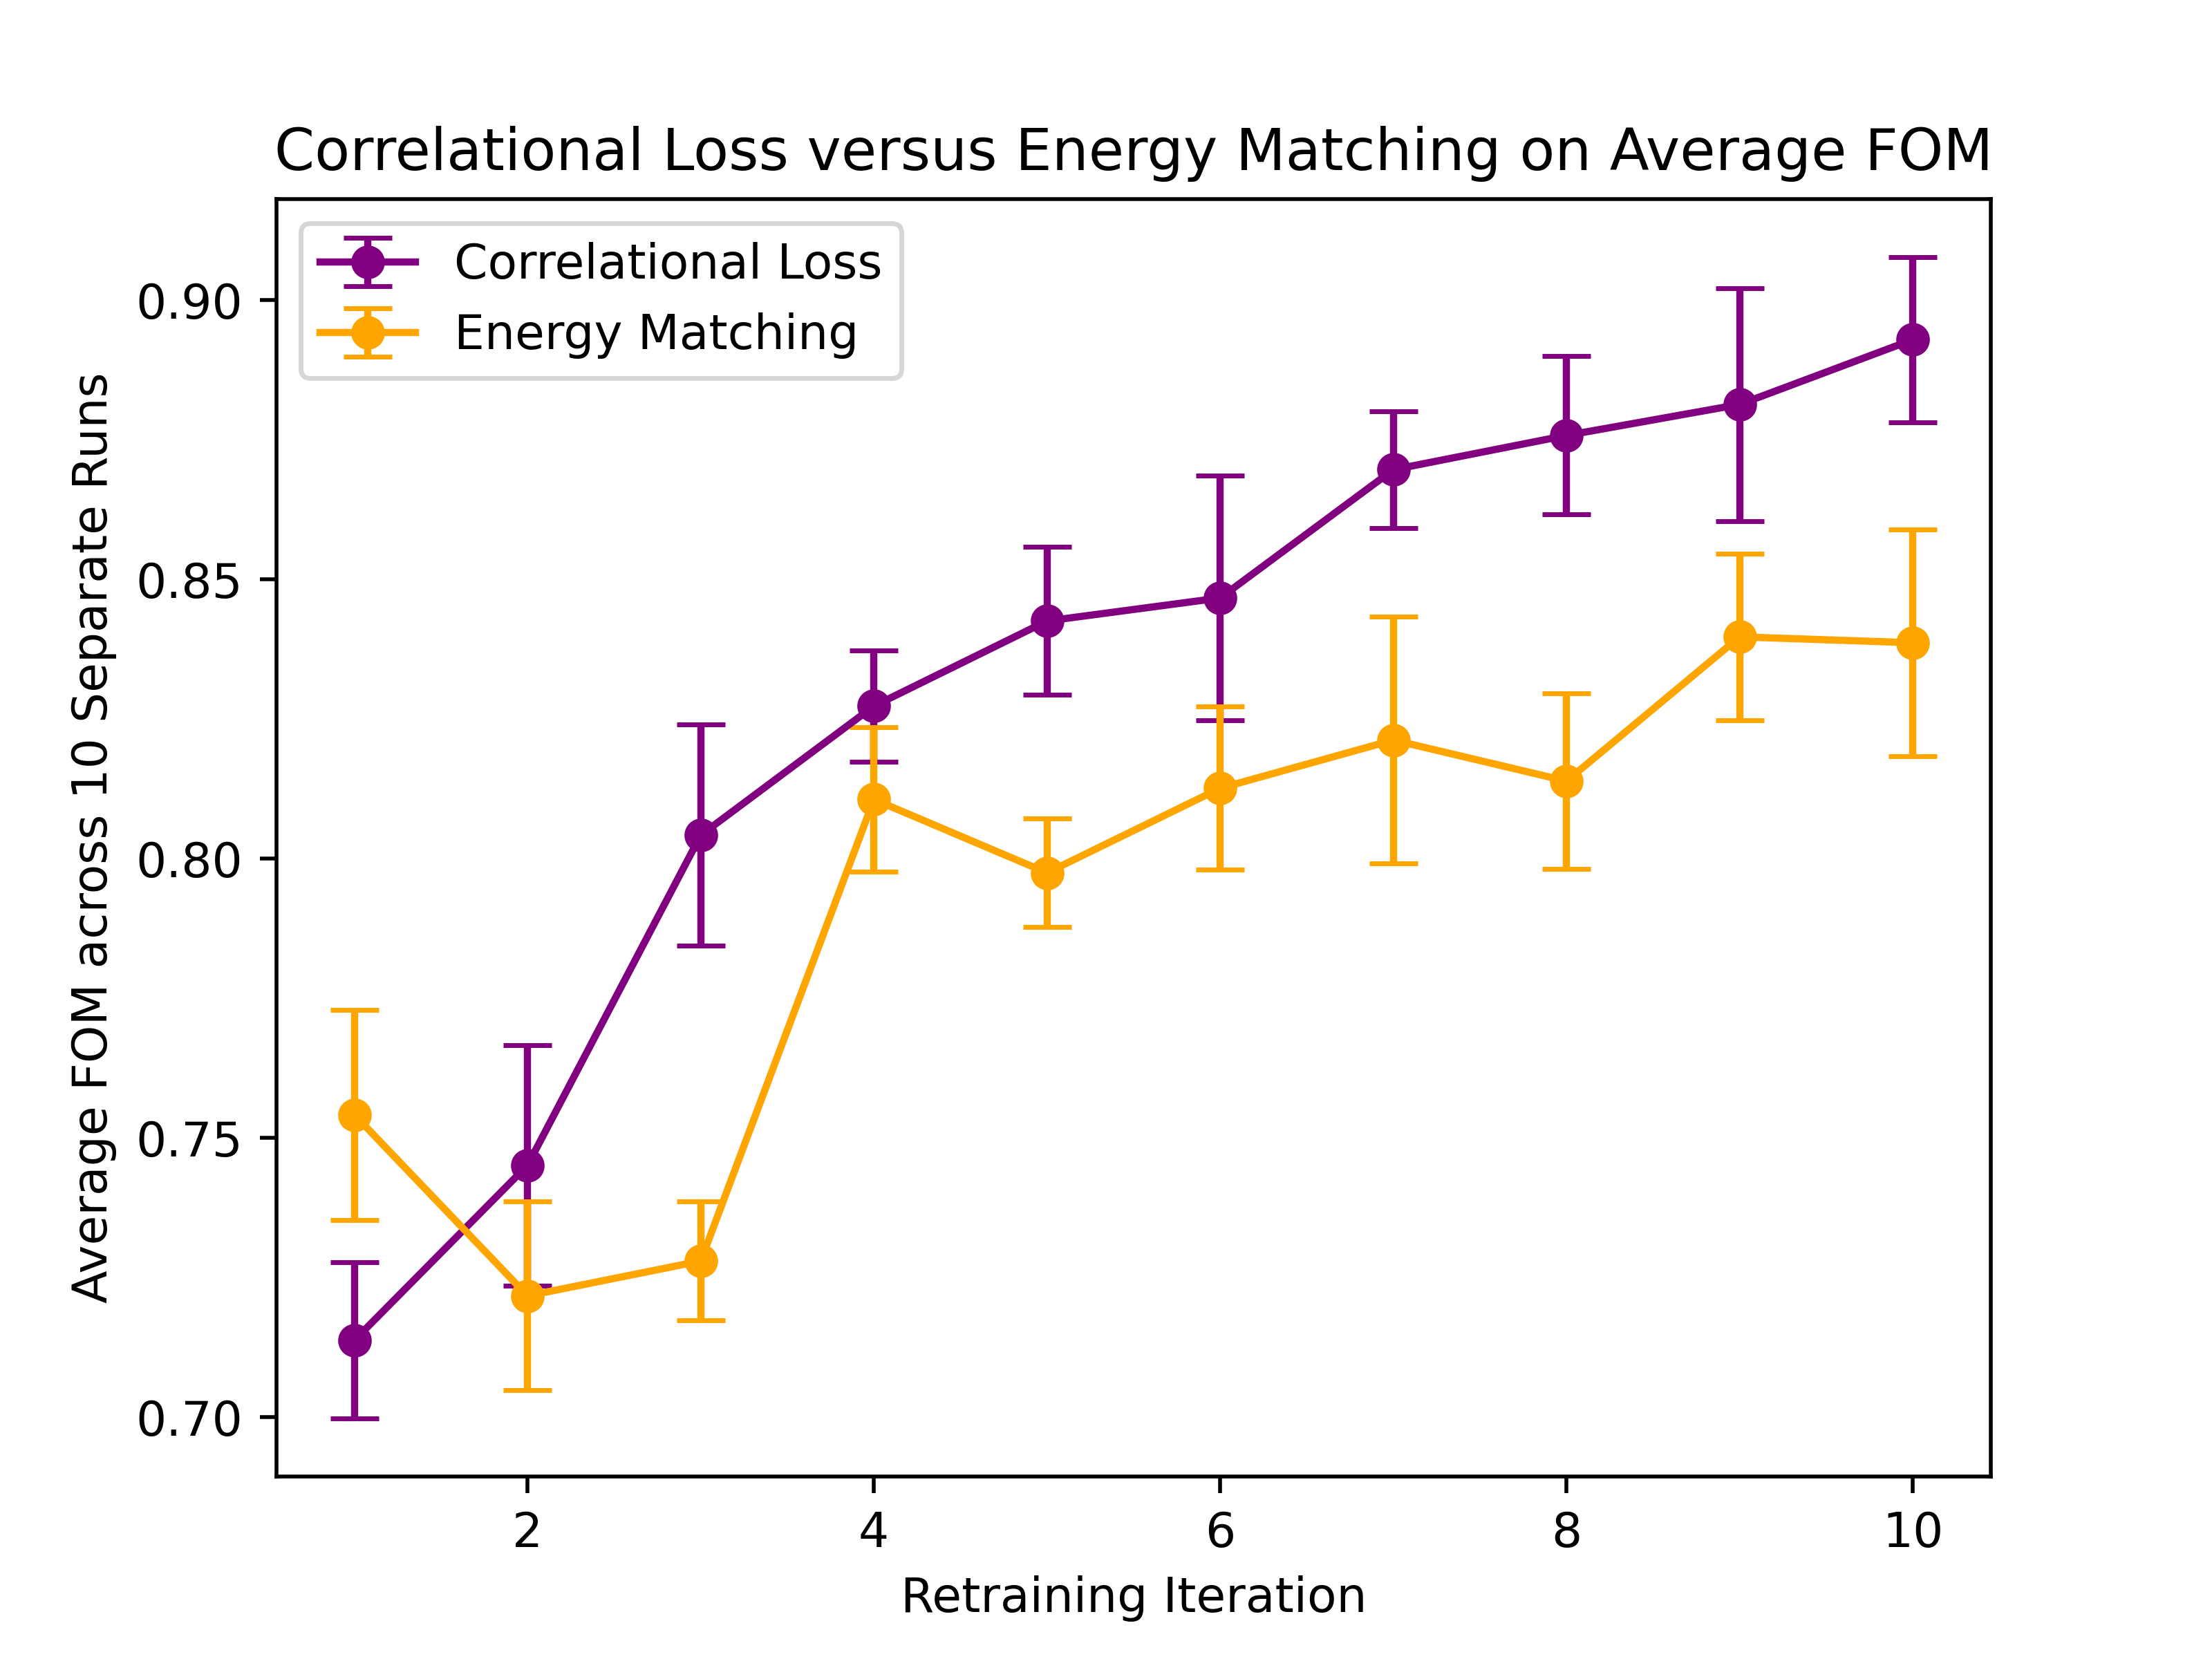 Correlational Loss versus Energy Matching on Average FOM
Correlational Loss
Energy Matching
Average FOM across 10 Separate Runs
0.90
0.85
0.80
0.75
0.70
2 4 6 8 10
Retraining Iteration